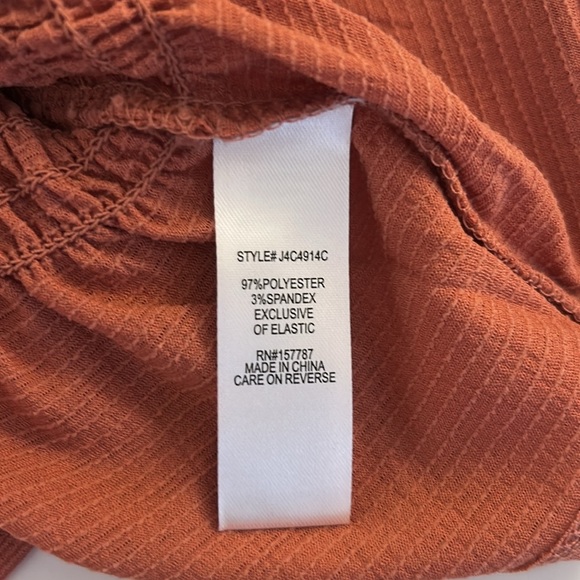 STYLE# J4C4914C
97%POLYESTER
3%SPANDEX
EXCLUSIVE
OF ELASTIC
RN#157787
MADE IN CHINA
CARE ON REVERSE